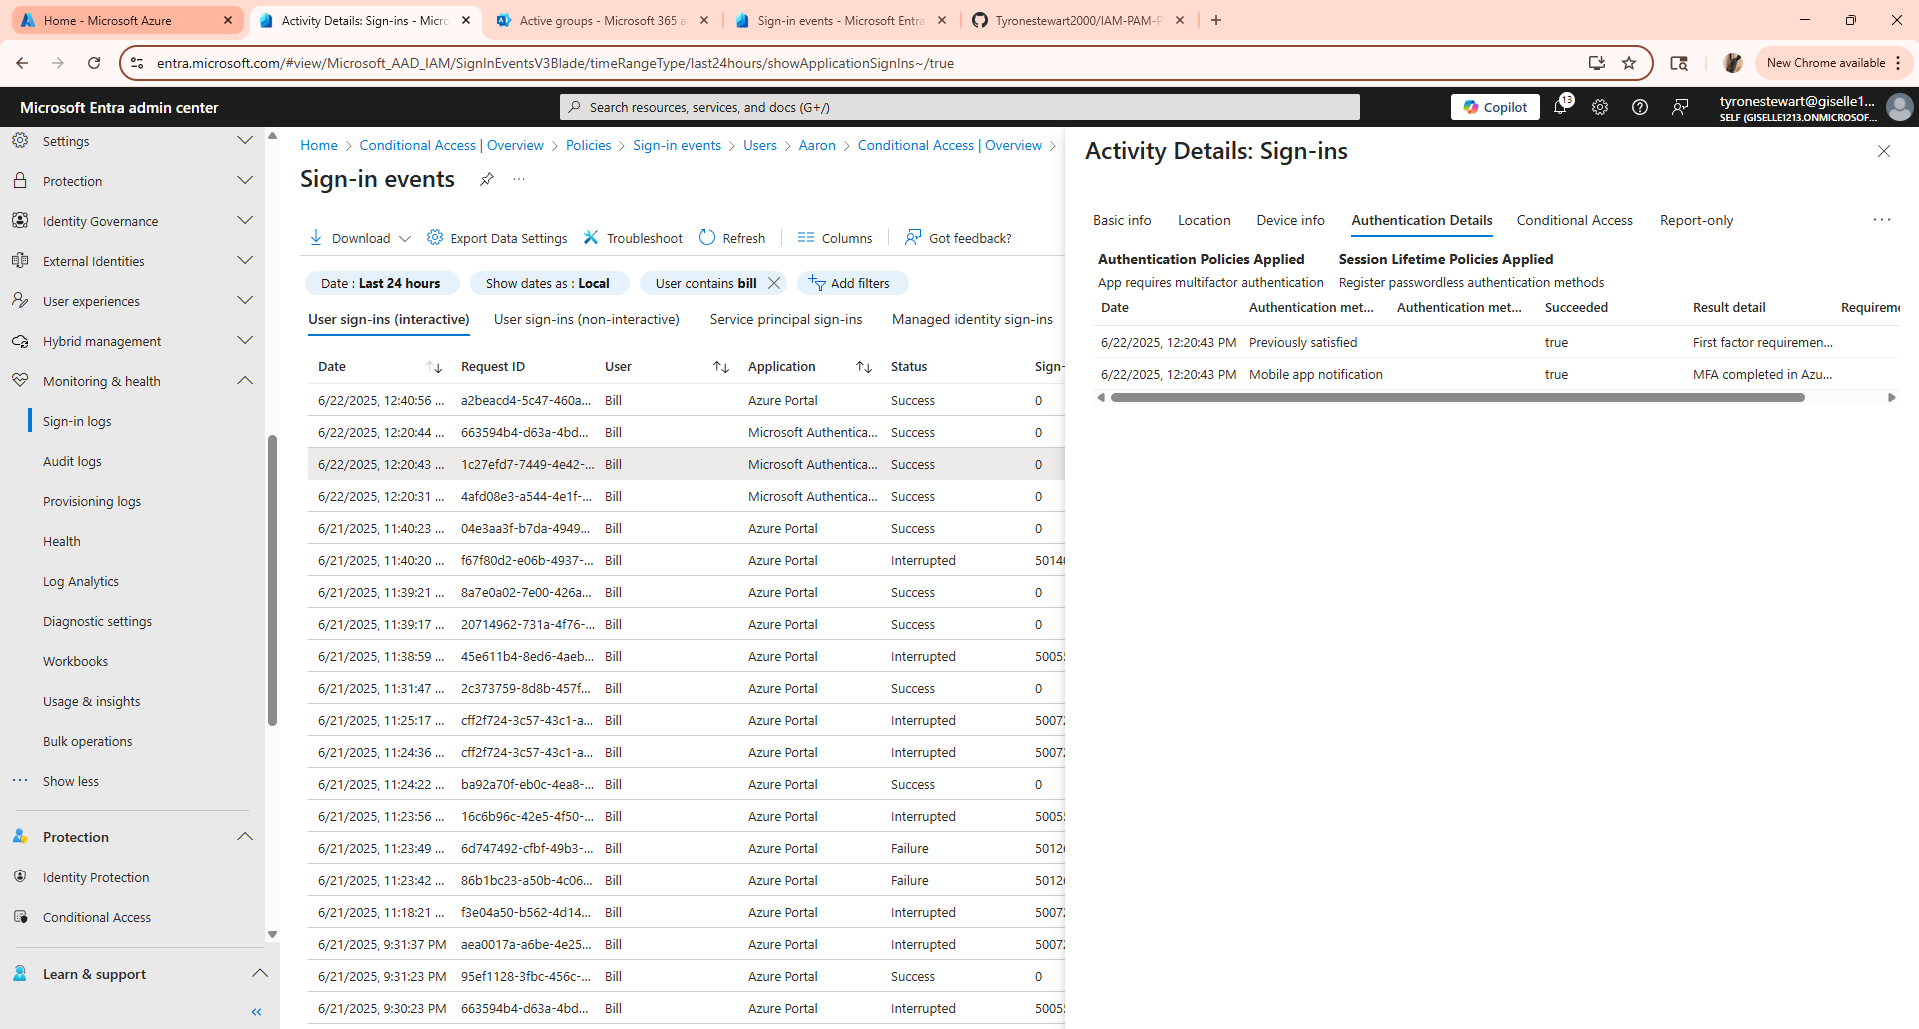 Home - Microsoft Azure
Activity Details: Sign-ins - Micro
Active groups - Microsoft 365 a
Sign-in events - Microsoft Entra
Tyronestewart2000/IAM-PAM-P
entra.microsoft.com/#view/Microsoft_AAD_IAM/SignInEventsV3Blade/timeRangeType/last24hours/showApplicationSignIns~/true
New Chrome available
Microsoft Entra admin center
Search resources, services, and docs (G+/)
Copilot
13
tyronestewart@giselle1...
SELF (GISELLE1213.ONMICROSOF...
Settings
Protection
Identity Governance
External Identities
User experiences
Hybrid management
Monitoring & health
Sign-in logs
Audit logs
Provisioning logs
Health
Log Analytics
Diagnostic settings
Workbooks
Usage & insights
Bulk operations
Show less
Protection
Identity Protection
Conditional Access
Learn & support
Home > Conditional Access | Overview > Policies > Sign-in events > Users > Aaron > Conditional Access | Overview >
Sign-in events
Download Export Data Settings Troubleshoot Refresh Columns Got feedback?
Date : Last 24 hours Show dates as : Local User contains bill Add filters
User sign-ins (interactive) User sign-ins (non-interactive) Service principal sign-ins Managed identity sign-ins
Date Request ID User Application Status Sign-
6/22/2025, 12:40:56 ... a2beacd4-5c47-460a... Bill Azure Portal Success 0
6/22/2025, 12:20:44 ... 663594b4-d63a-4bd... Bill Microsoft Authentica... Success 0
6/22/2025, 12:20:43 ... 1c27efd7-7449-4e42-... Bill Microsoft Authentica... Success 0
6/22/2025, 12:20:31 ... 4afd08e3-a544-4e1f-... Bill Microsoft Authentica... Success 0
6/21/2025, 11:40:23 ... 04e3aa3f-b7da-4949... Bill Azure Portal Success 0
6/21/2025, 11:40:20 ... f67f80d2-e06b-4937-... Bill Azure Portal Interrupted 50140
6/21/2025, 11:39:21 ... 8a7e0a02-7e00-426a... Bill Azure Portal Success 0
6/21/2025, 11:39:17 ... 20714962-731a-4f76-... Bill Azure Portal Success 0
6/21/2025, 11:38:59 ... 45e611b4-8ed6-4aeb... Bill Azure Portal Interrupted 50055
6/21/2025, 11:31:47 ... 2c373759-8d8b-457f... Bill Azure Portal Success 0
6/21/2025, 11:25:17 ... cff2f724-3c57-43c1-a... Bill Azure Portal Interrupted 50072
6/21/2025, 11:24:36 ... cff2f724-3c57-43c1-a... Bill Azure Portal Interrupted 50072
6/21/2025, 11:24:22 ... ba92a70f-eb0c-4ea8-... Bill Azure Portal Success 0
6/21/2025, 11:23:56 ... 16c6b96c-42e5-4f50-... Bill Azure Portal Interrupted 50055
6/21/2025, 11:23:49 ... 6d747492-cfbf-49b3-... Bill Azure Portal Failure 50126
6/21/2025, 11:23:42 ... 86b1bc23-a50b-4c06... Bill Azure Portal Failure 50126
6/21/2025, 11:18:21 ... f3e04a50-b562-4d14... Bill Azure Portal Interrupted 50072
6/21/2025, 9:31:37 PM aea0017a-a6be-4e25... Bill Azure Portal Interrupted 50072
6/21/2025, 9:31:23 PM 95ef1128-3fbc-456c-... Bill Azure Portal Success 0
6/21/2025, 9:30:23 PM 663594b4-d63a-4bd... Bill Azure Portal Interrupted 50055
Activity Details: Sign-ins
Basic info Location Device info Authentication Details Conditional Access Report-only
Authentication Policies Applied Session Lifetime Policies Applied
App requires multifactor authentication Register passwordless authentication methods
Date Authentication met... Authentication met... Succeeded Result detail Requireme
6/22/2025, 12:20:43 PM Previously satisfied true First factor requiremen...
6/22/2025, 12:20:43 PM Mobile app notification true MFA completed in Azu...